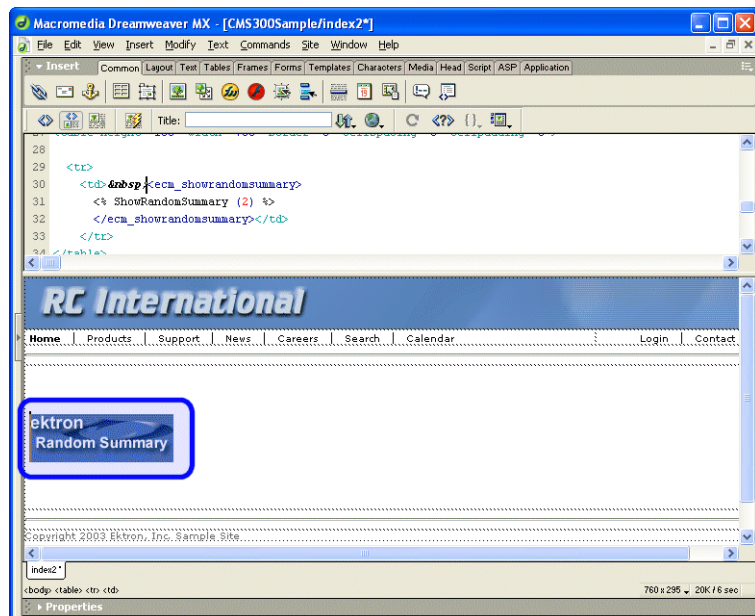 Macromedia Dreamweaver MX - [CMS300Sample/index2*]
File Edit View Insert Modify Text Commands Site Window Help
Insert Common Layout Text Tables Frames Forms Templates Characters Media Head Script ASP Application
Title:
28
29 <tr>
30 <td>&nbsp;<ecm_showrandomsummary>
31 <% ShowRandomSummary (2) %>
32 </ecm_showrandomsummary></td>
33 </tr>
34 </table>
RC International
Home | Products | Support | News | Careers | Search | Calendar Login | Contact
ektron
Random Summary
Copyright 2003 Ektron, Inc. Sample Site
index2*
<body> <table> <tr> <td> 760 x 295 20K / 6 sec
Properties